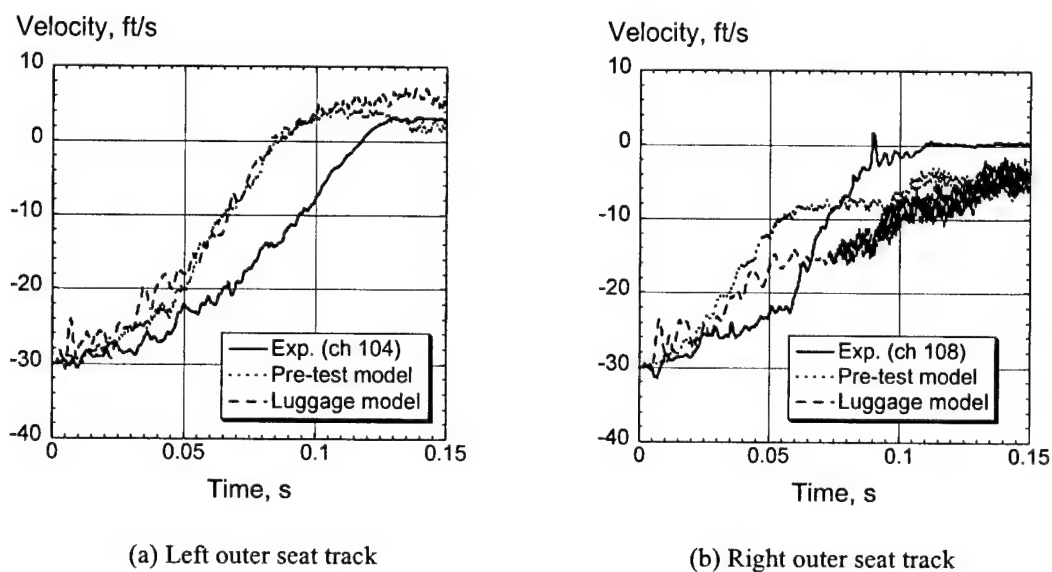 Velocity, ft/s
10
0
-10
-20
-30
-40
0
0.05
0.1
0.15
Time, s
Exp. (ch 104)
Pre-test model
Luggage model
(a) Left outer seat track
Velocity, ft/s
10
0
-10
-20
-30
-40
0
0.05
0.1
0.15
Time, s
Exp. (ch 108)
Pre-test model
Luggage model
(b) Right outer seat track